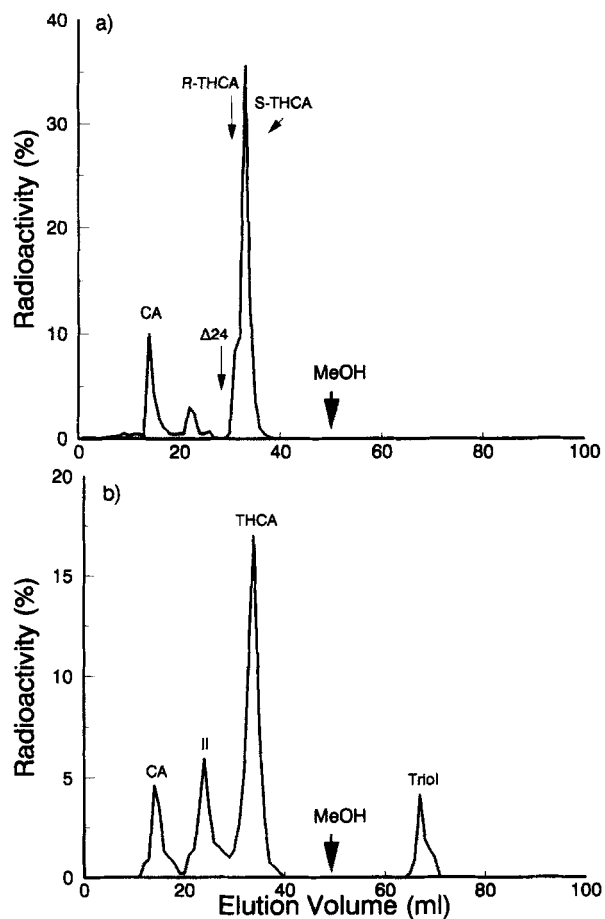 a)
40
30
20
10
0
Radioactivity (%)
R-THCA
S-THCA
CA
Δ24
MeOH
0 20 40 60 80 100
b)
20
15
10
5
0
Radioactivity (%)
THCA
CA
II
MeOH
Triol
0 20 40 60 80 100
Elution Volume (ml)